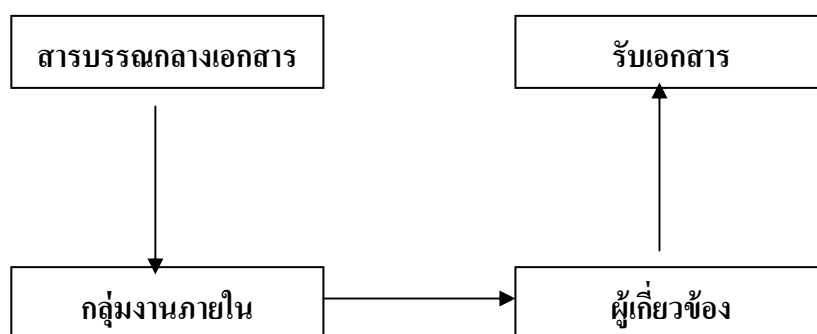 สารบรรณกลางเอกสาร
รับเอกสาร
กลุ่มงานภายใน
ผู้เกี่ยวข้อง